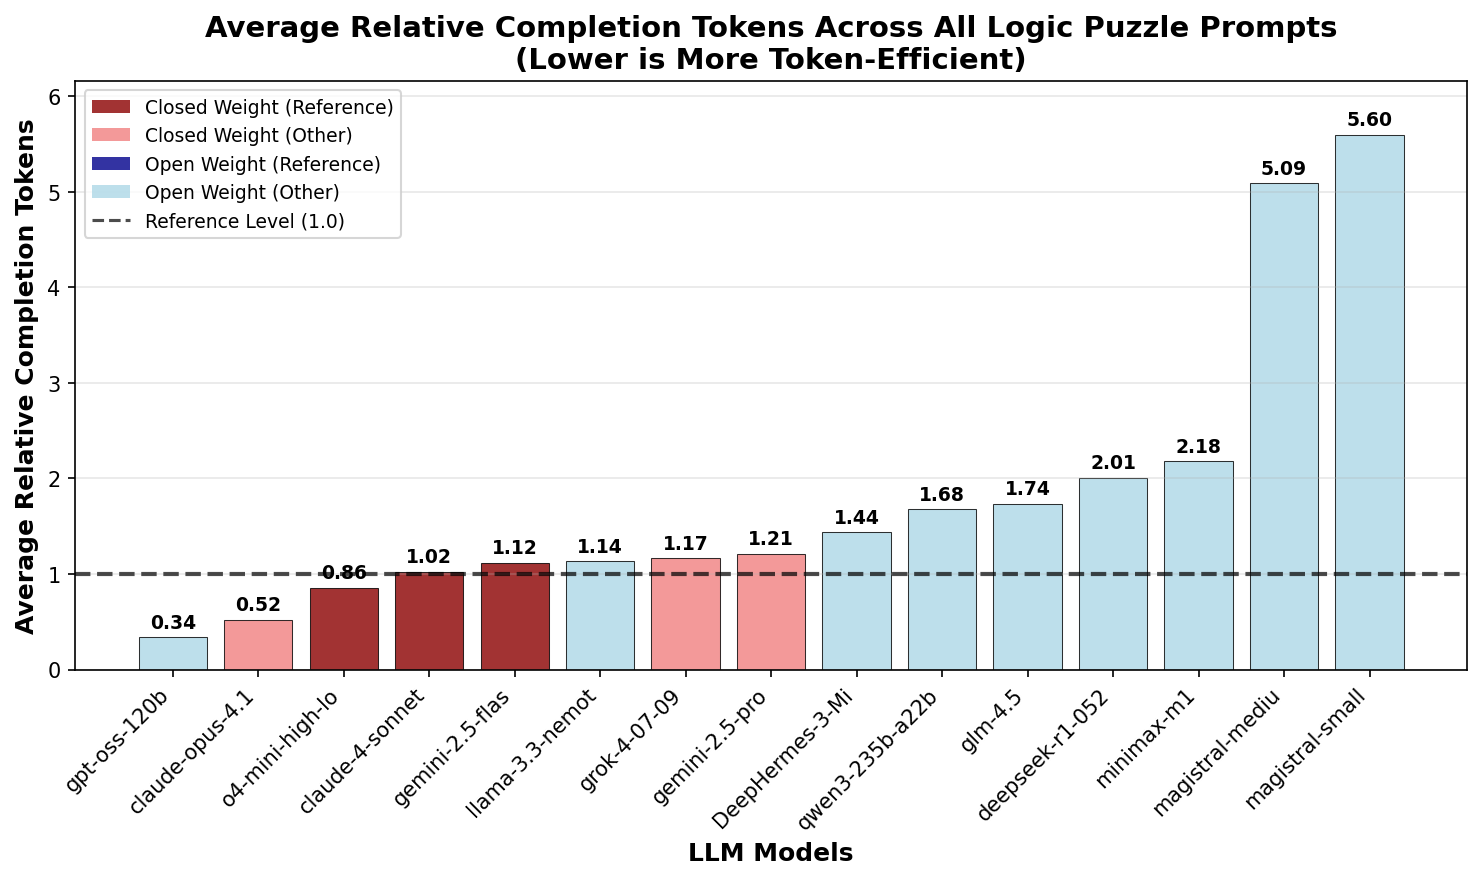 Average Relative Completion Tokens Across All Logic Puzzle Prompts
(Lower is More Token-Efficient)
Average Relative Completion Tokens
6
5
4
3
2
1
0
Closed Weight (Reference)
Closed Weight (Other)
Open Weight (Reference)
Open Weight (Other)
Reference Level (1.0)
0.34
0.52
0.86
1.02
1.12
1.14
1.17
1.21
1.44
1.68
1.74
2.01
2.18
5.09
5.60
gpt-oss-120b
claude-opus-4.1
o4-mini-high-lo
claude-4-sonnet
gemini-2.5-flas
llama-3.3-nemot
grok-4-07-09
gemini-2.5-pro
DeepHermes-3-Mi
qwen3-235b-a22b
glm-4.5
deepseek-r1-052
minimax-m1
magistral-mediu
magistral-small
LLM Models